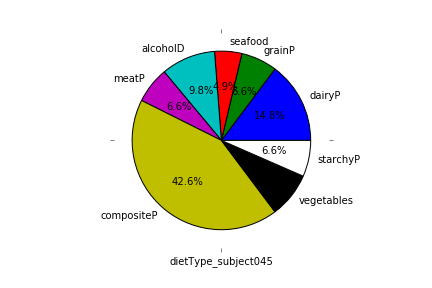 seafood
alcoholD
grainP
meatP
dairyP
9.8%
4.9%
6.6%
6.6%
14.8%
6.6%
starchyP
42.6%
vegetables
compositeP
dietType_subject045